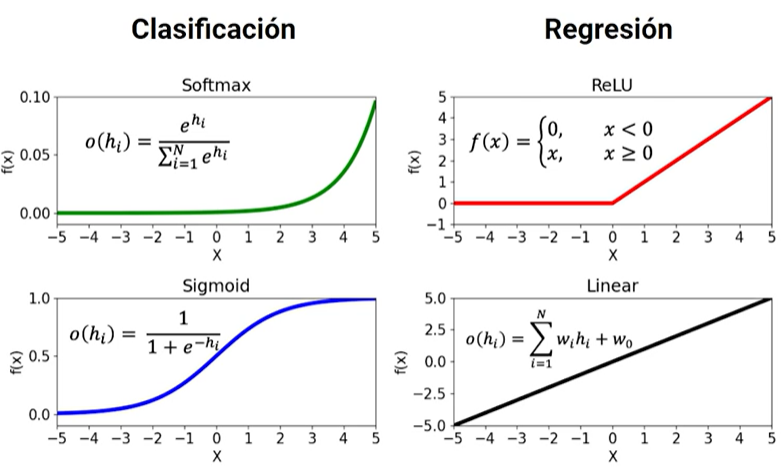 Clasificación
Regresión
Softmax
f(x)
0.10
0.05
0.00
o(hᵢ) = e^{hᵢ} / ∑_{i=1}^{N} e^{hᵢ}
−5 −4 −3 −2 −1 0 1 2 3 4 5
X
ReLU
f(x)
5
4
3
2
1
0
−1
f(x) = { 0, x < 0
x, x ≥ 0
−5 −4 −3 −2 −1 0 1 2 3 4 5
X
Sigmoid
f(x)
1.0
0.5
0.0
o(hᵢ) = 1 / (1 + e^{−hᵢ})
−5 −4 −3 −2 −1 0 1 2 3 4 5
X
Linear
f(x)
5.0
2.5
0.0
−2.5
−5.0
o(hᵢ) = ∑_{i=1}^{N} wᵢhᵢ + w₀
−5 −4 −3 −2 −1 0 1 2 3 4 5
X